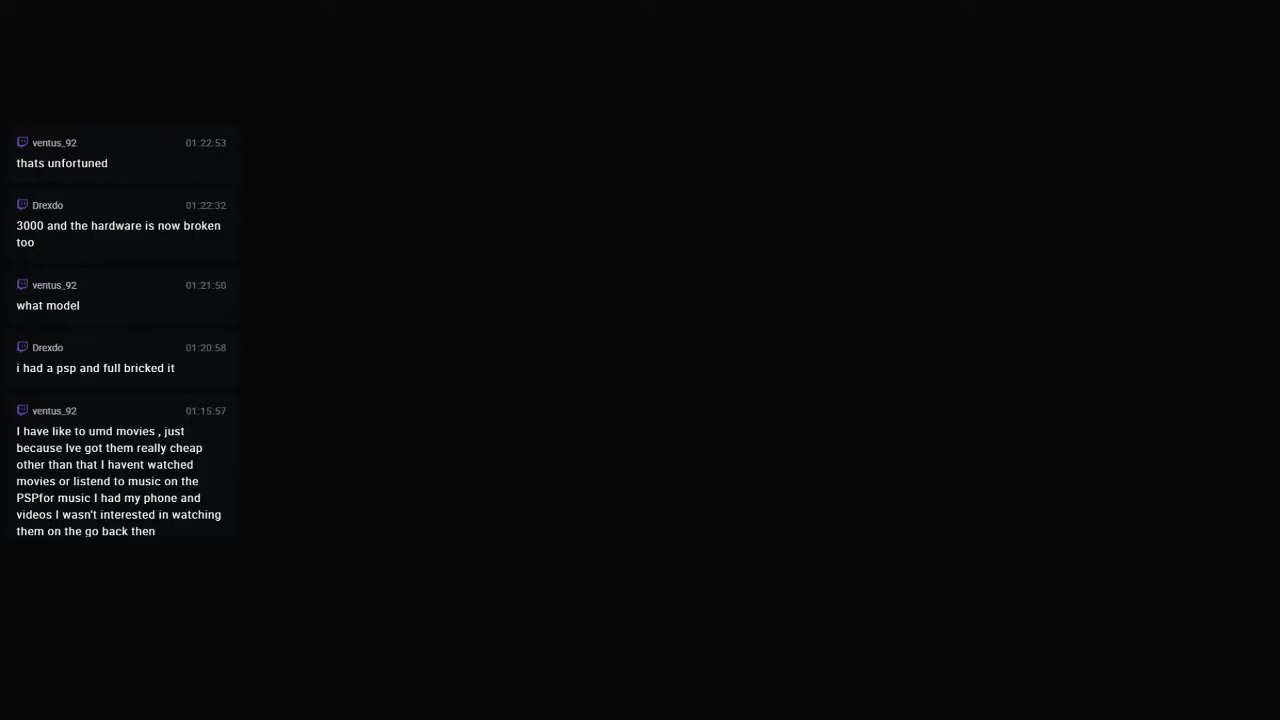 ventus_92 01:22:53
thats unfortuned
Drexdo 01:22:32
3000 and the hardware is now broken
too
ventus_92 01:21:50
what model
Drexdo 01:20:58
i had a psp and full bricked it
ventus_92 01:15:57
I have like to umd movies , just
because Ive got them really cheap
other than that I havent watched
movies or listend to music on the
PSPfor music I had my phone and
videos I wasn't interested in watching
them on the go back then